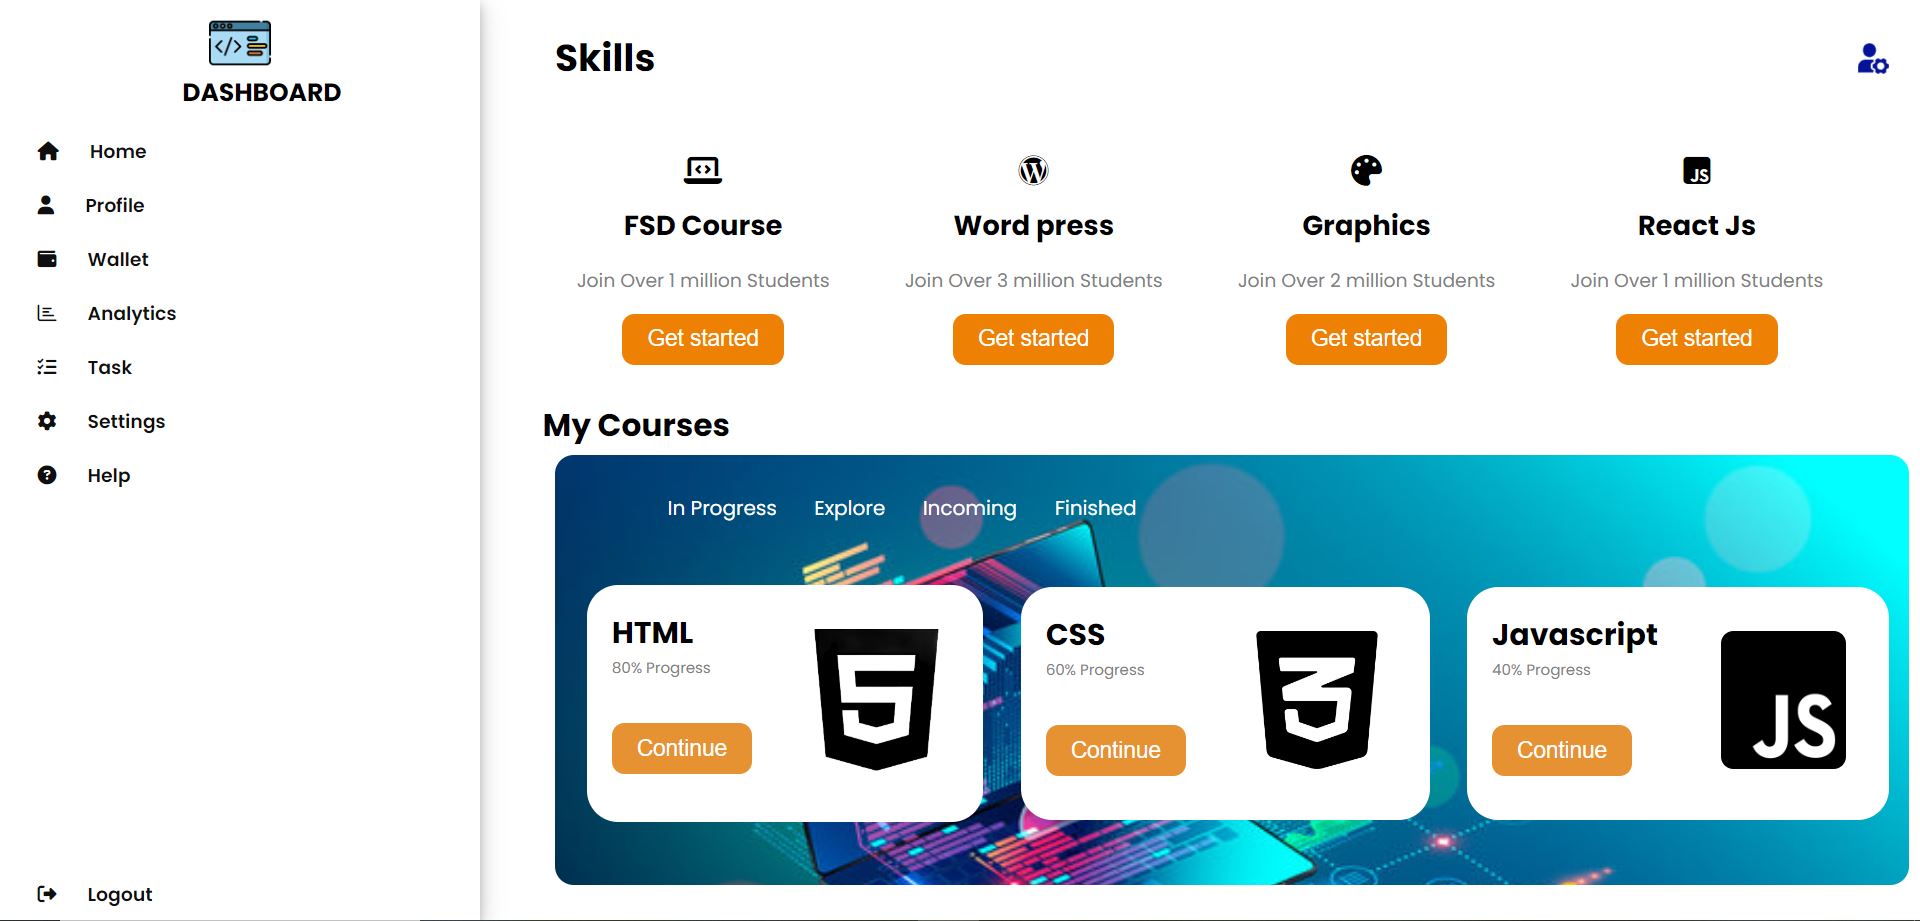 DASHBOARD
Home
Profile
Wallet
Analytics
Task
Settings
Help
Logout
Skills
FSD Course
Join Over 1 million Students
Get started
Word press
Join Over 3 million Students
Get started
Graphics
Join Over 2 million Students
Get started
JS
React Js
Join Over 1 million Students
Get started
My Courses
In Progress Explore Incoming Finished
HTML
80% Progress
Continue
5
CSS
60% Progress
Continue
3
Javascript
40% Progress
Continue
JS